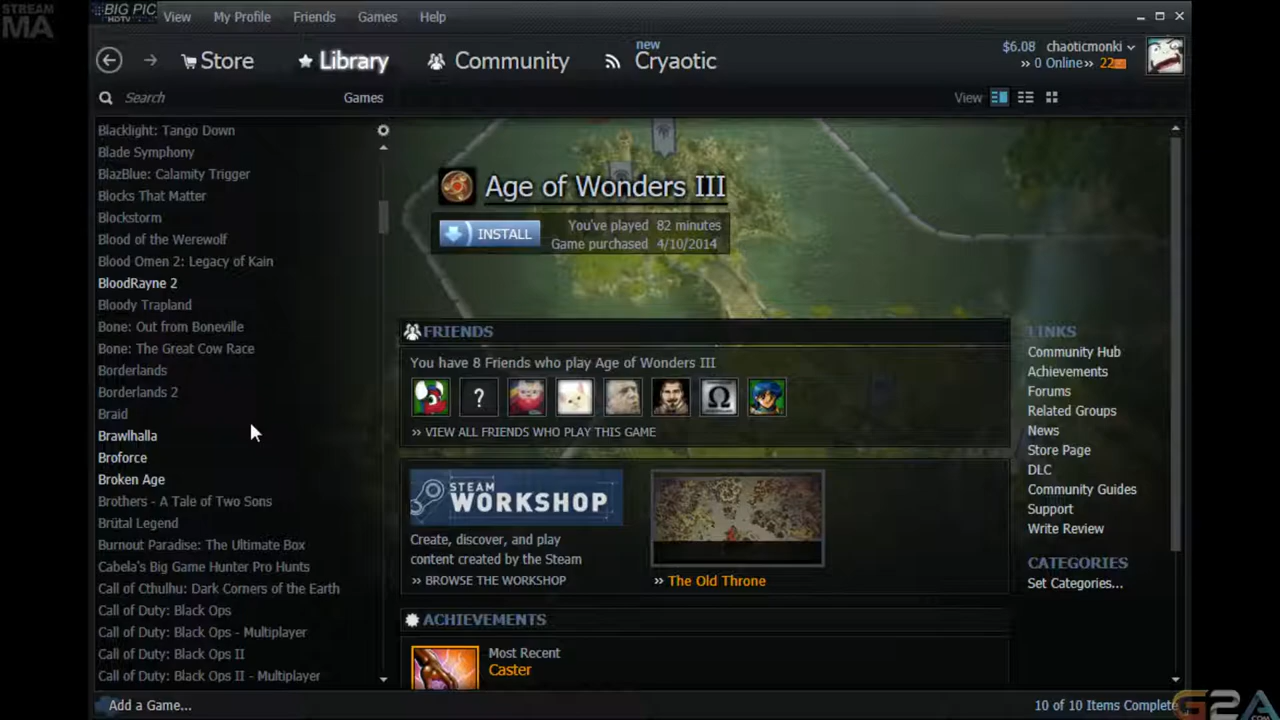 STREAM
MA
BIG PIC
HDTV
View
My Profile
Friends
Games
Help
$6.08
chaoticmonki
Store
Library
Community
new
Cryaotic
» 0 Online»
22
Search
Games
View
Blacklight: Tango Down
Blade Symphony
BlazBlue: Calamity Trigger
Blocks That Matter
Blockstorm
Blood of the Werewolf
Blood Omen 2: Legacy of Kain
BloodRayne 2
Bloody Trapland
Bone: Out from Boneville
Bone: The Great Cow Race
Borderlands
Borderlands 2
Braid
Brawlhalla
Broforce
Broken Age
Brothers - A Tale of Two Sons
Brütal Legend
Burnout Paradise: The Ultimate Box
Cabela's Big Game Hunter Pro Hunts
Call of Cthulhu: Dark Corners of the Earth
Call of Duty: Black Ops
Call of Duty: Black Ops - Multiplayer
Call of Duty: Black Ops II
Call of Duty: Black Ops II - Multiplayer
Add a Game...
Age of Wonders III
INSTALL
You've played 82 minutes
Game purchased 4/10/2014
FRIENDS
You have 8 Friends who play Age of Wonders III
?
Ω
» VIEW ALL FRIENDS WHO PLAY THIS GAME
STEAM
WORKSHOP
Create, discover, and play
content created by the Steam
» BROWSE THE WORKSHOP
» The Old Throne
ACHIEVEMENTS
Most Recent
Caster
LINKS
Community Hub
Achievements
Forums
Related Groups
News
Store Page
DLC
Community Guides
Support
Write Review
CATEGORIES
Set Categories...
10 of 10 Items Complete
G2A
.COM